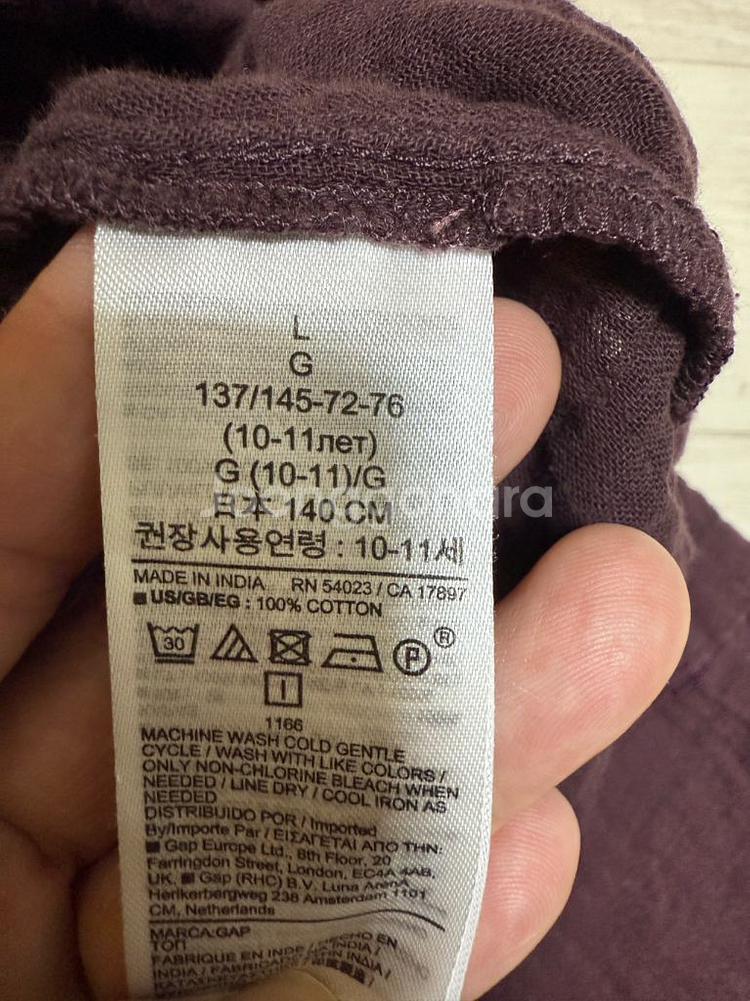 L
G
137/145-72-76
(10-11лет)
G (10-11)/G
日本 140 CM
권장사용연령 : 10-11세
MADE IN INDIA RN 54023 / CA 17897
■ US/GB/EG : 100% COTTON
30
P ®
1166
MACHINE WASH COLD GENTLE
CYCLE / WASH WITH LIKE COLORS /
ONLY NON-CHLORINE BLEACH WHEN
NEEDED / LINE DRY / COOL IRON AS
NEEDED
DISTRIBUIDO POR / Imported
By/Importe Par / ΕΙΣΑΓΕΤΑΙ ΑΠΟ ΤΗΝ:
■ Gap Europe Ltd., 8th Floor, 20
Farringdon Street, London, EC4A 4AB,
UK. ■ Gap (RHC) B.V. Luna Arena,
Herikerbergweg 238 Amsterdam 1101
CM, Netherlands
MARCA:GAP
ТОП HECHO EN
INDIA /